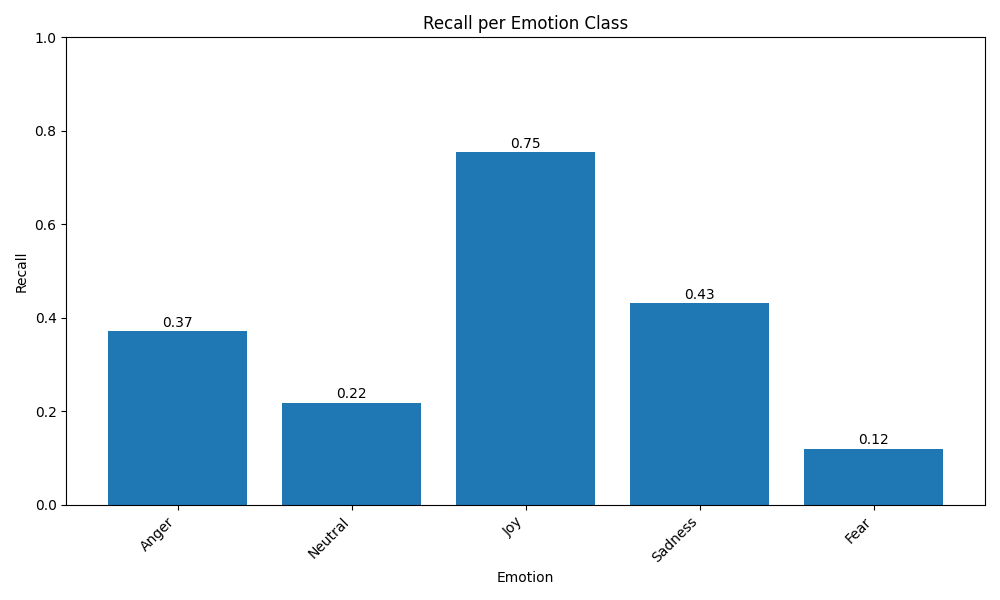 Recall per Emotion Class
1.0
0.8
0.6
0.4
0.2
0.0
Recall
0.37
0.22
0.75
0.43
0.12
Anger
Neutral
Joy
Sadness
Fear
Emotion